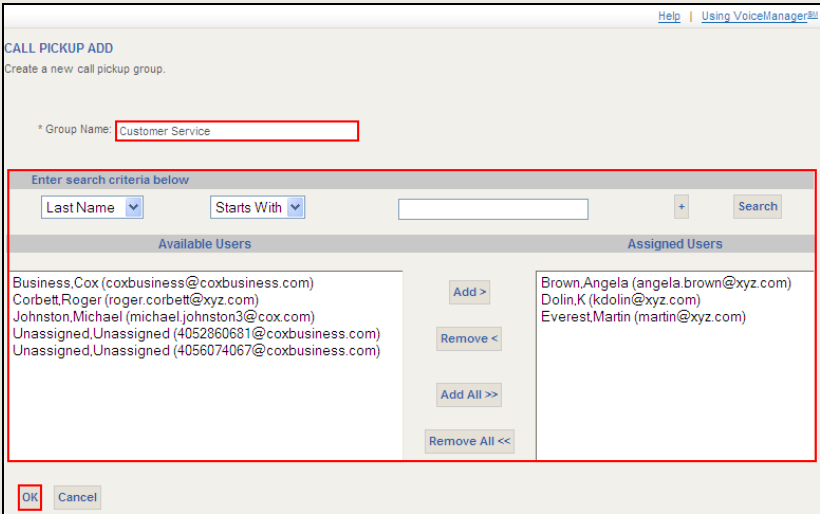 Help | Using VoiceManager℠
CALL PICKUP ADD
Create a new call pickup group.
* Group Name: Customer Service
Enter search criteria below
Last Name Starts With + Search
Available Users Assigned Users
Business,Cox (coxbusiness@coxbusiness.com)
Corbett,Roger (roger.corbett@xyz.com)
Johnston,Michael (michael.johnston3@cox.com)
Unassigned,Unassigned (4052860681@coxbusiness.com)
Unassigned,Unassigned (4056074067@coxbusiness.com)
Add >
Remove <
Add All >>
Remove All <<
Brown,Angela (angela.brown@xyz.com)
Dolin,K (kdolin@xyz.com)
Everest,Martin (martin@xyz.com)
OK Cancel